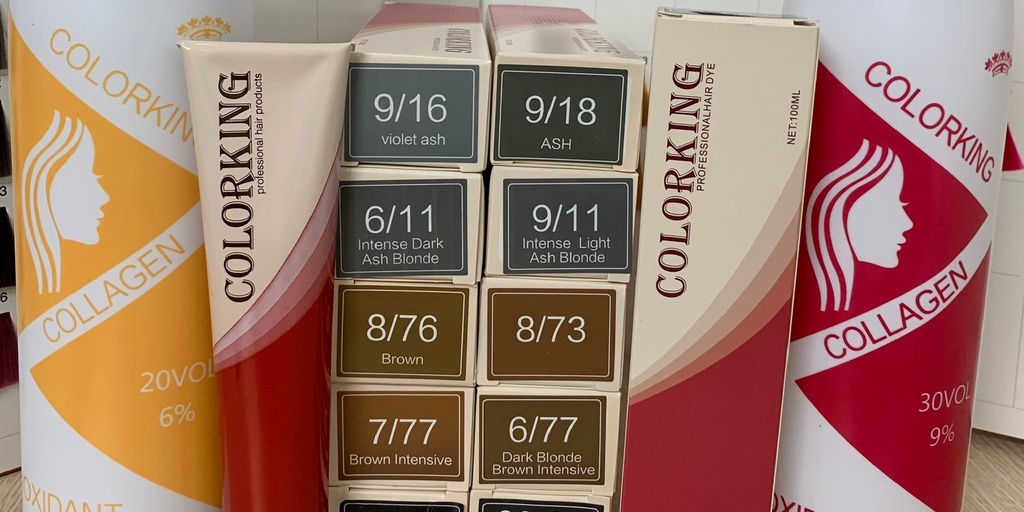 COLORKING
COLLAGEN
20VOL
6%
OXIDANT
COLORKING
professional hair products
9/16
violet ash
9/18
ASH
6/11
Intense Dark
Ash Blonde
9/11
Intense Light
Ash Blonde
8/76
Brown
8/73
7/77
Brown Intensive
6/77
Dark Blonde
Brown Intensive
COLORKING
PROFESSIONALHAIR DYE
NET:100ML
COLORKING
COLLAGEN
30VOL
9%